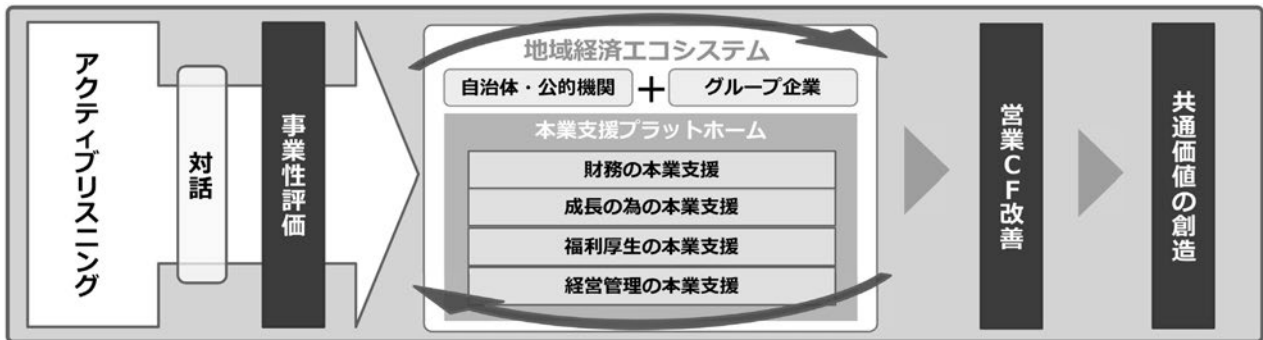 アクティブリスニング
対話
事業性評価
地域経済エコシステム
自治体・公的機関
＋
グループ企業
本業支援プラットホーム
財務の本業支援
成長の為の本業支援
福利厚生の本業支援
経営管理の本業支援
営業CF改善
共通価値の創造